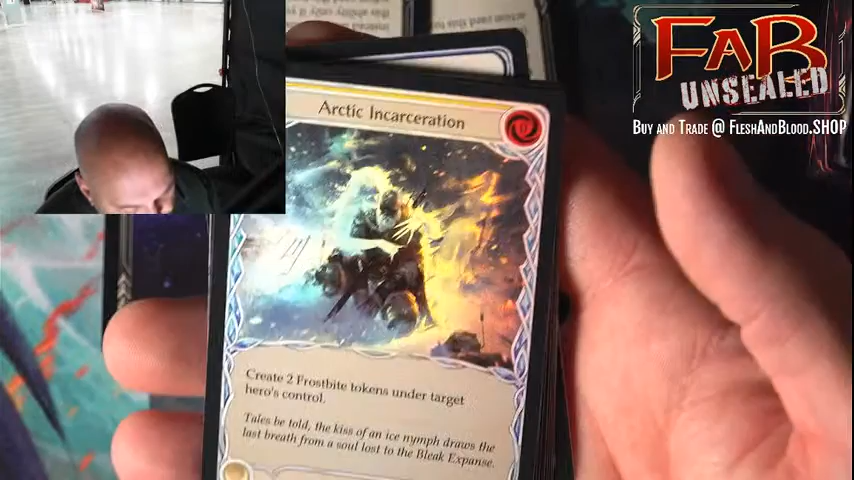 FAB
UNSEALED
BUY AND TRADE @ FLESHANDBLOOD.SHOP
Arctic Incarceration
0
Create 2 Frostbite tokens under target
hero's control.
Tales be told, the kiss of an ice nymph draws the
last breath from a soul lost to the Bleak Expanse.